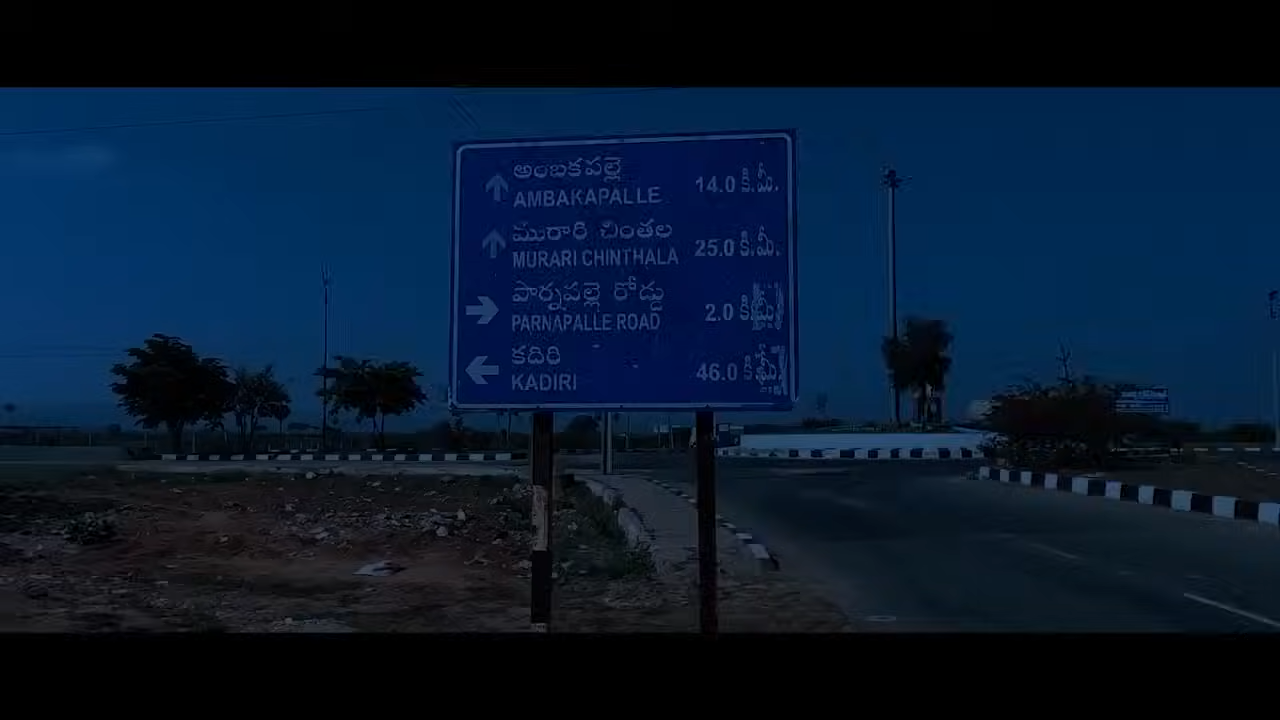 అంబకపల్లె
AMBAKAPALLE 14.0 కి.మీ.
మురారి చింతల
MURARI CHINTHALA 25.0 కి.మీ.
పార్నపల్లె రోడ్డు
PARNAPALLE ROAD 2.0 కి.మీ.
కదిరి
KADIRI 46.0 కి.మీ.